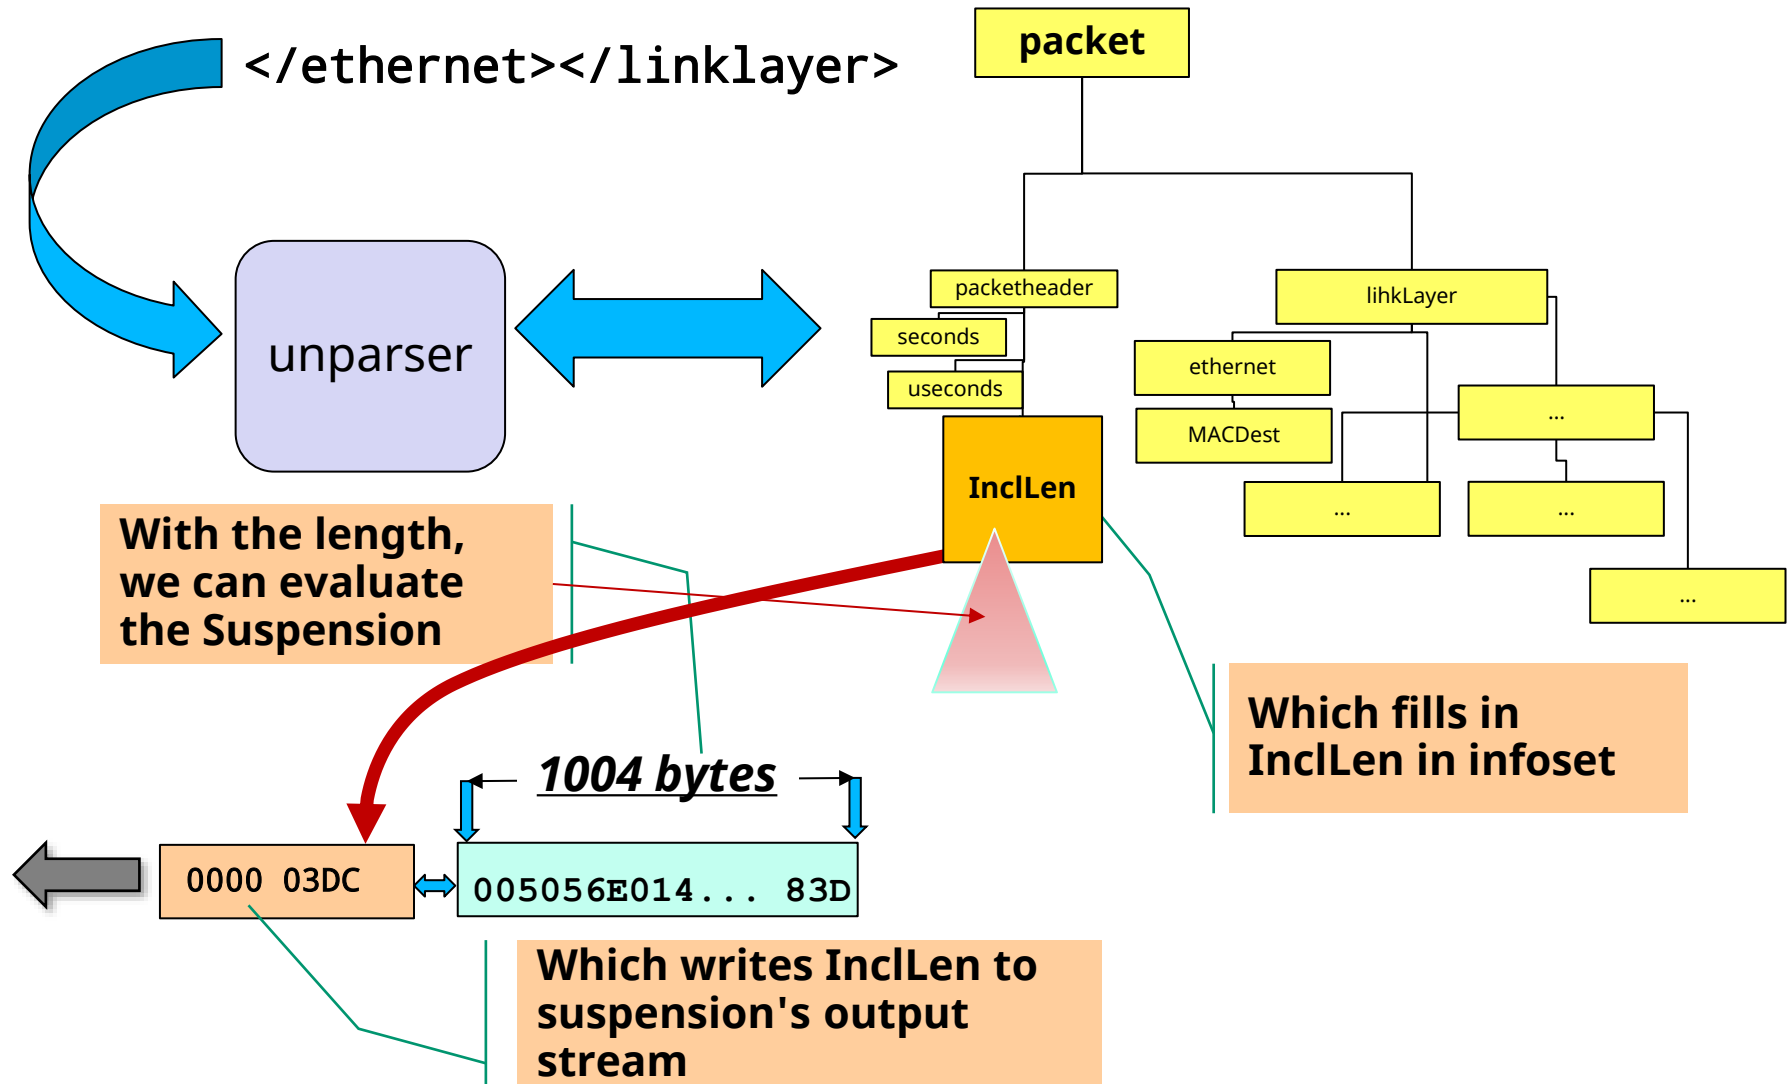 </ethernet></linklayer>
packet
packetheader
lihkLayer
seconds
ethernet
useconds
...
MACDest
InclLen
...
...
...
With the length,
we can evaluate
the Suspension
Which fills in
InclLen in infoset
1004 bytes
unparser
0000 03DC
005056E014... 83D
Which writes InclLen to
suspension's output
stream